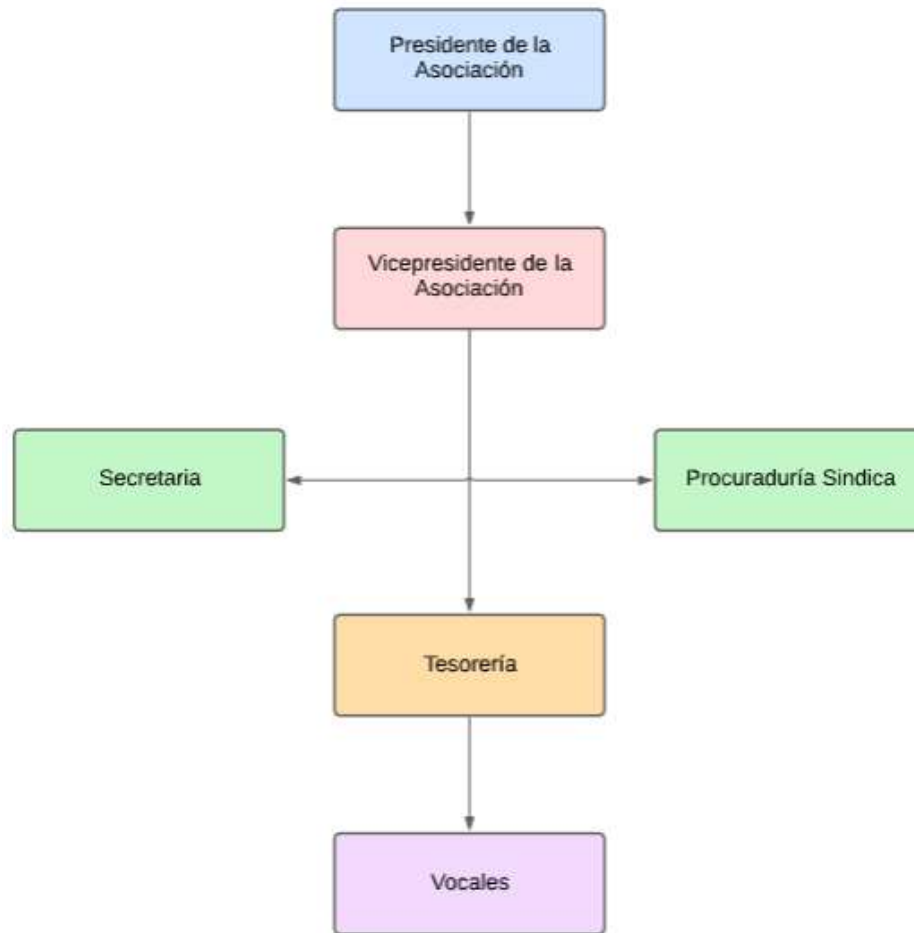 Presidente de la
Asociación
Vicepresidente de la
Asociación
Secretaria
Procuraduría Sindica
Tesorería
Vocales